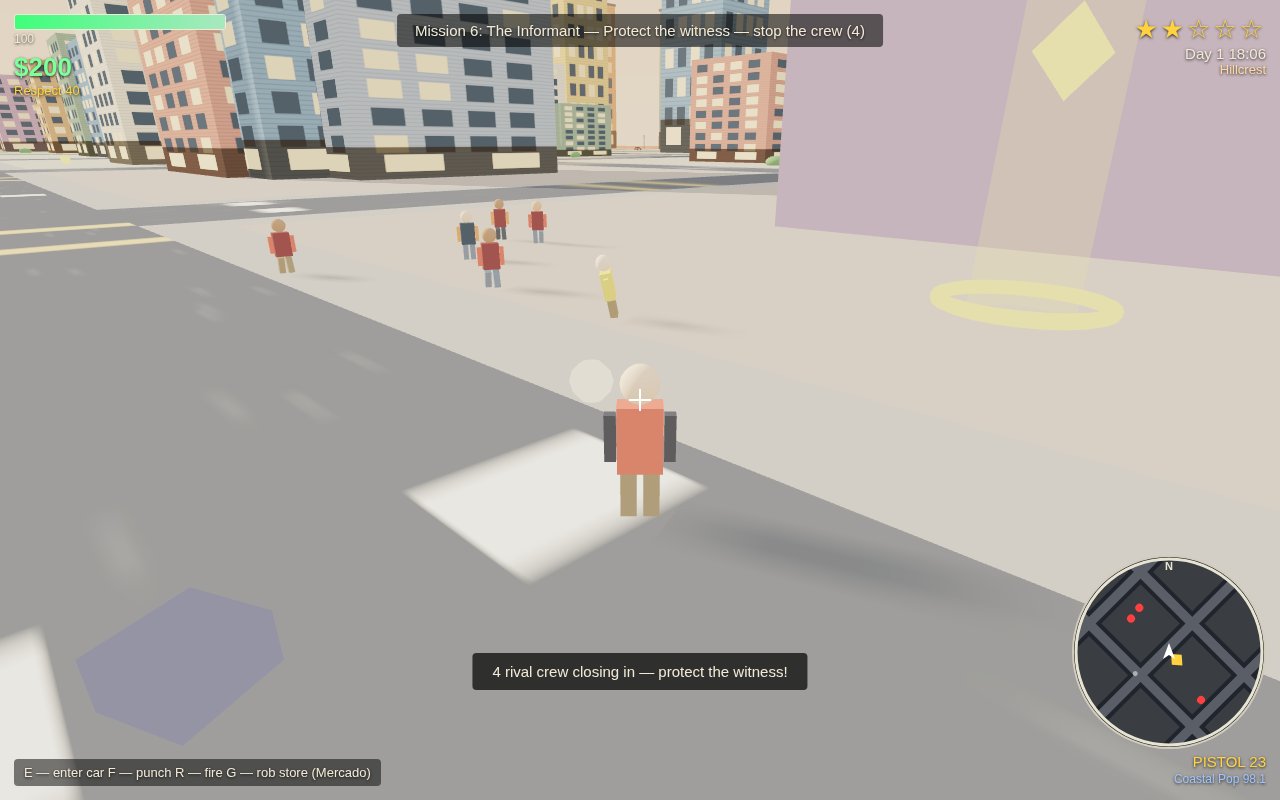 Mission 6: The Informant — Protect the witness — stop the crew (4)
100
$200
Respect 40
★★☆☆☆
Day 1 18:06
Hillcrest
N
4 rival crew closing in — protect the witness!
E — enter car F — punch R — fire G — rob store (Mercado)
PISTOL 23
Coastal Pop 98.1